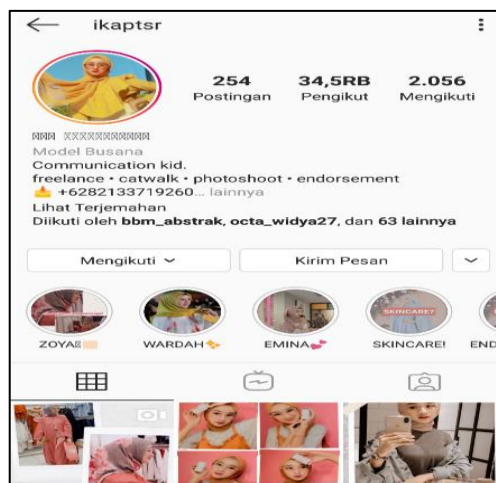 ikaptsr
254 34,5RB 2.056
Postingan Pengikut Mengikuti
Model Busana
Communication kid.
freelance • catwalk • photoshoot • endorsement
📩 +6282133719260... lainnya
Lihat Terjemahan
Diikuti oleh bbm_abstrak, octa_widya27, dan 63 lainnya
Mengikuti Kirim Pesan
SKINCARE?
ZOYA WARDAH✨ EMINA💕 SKINCARE! END